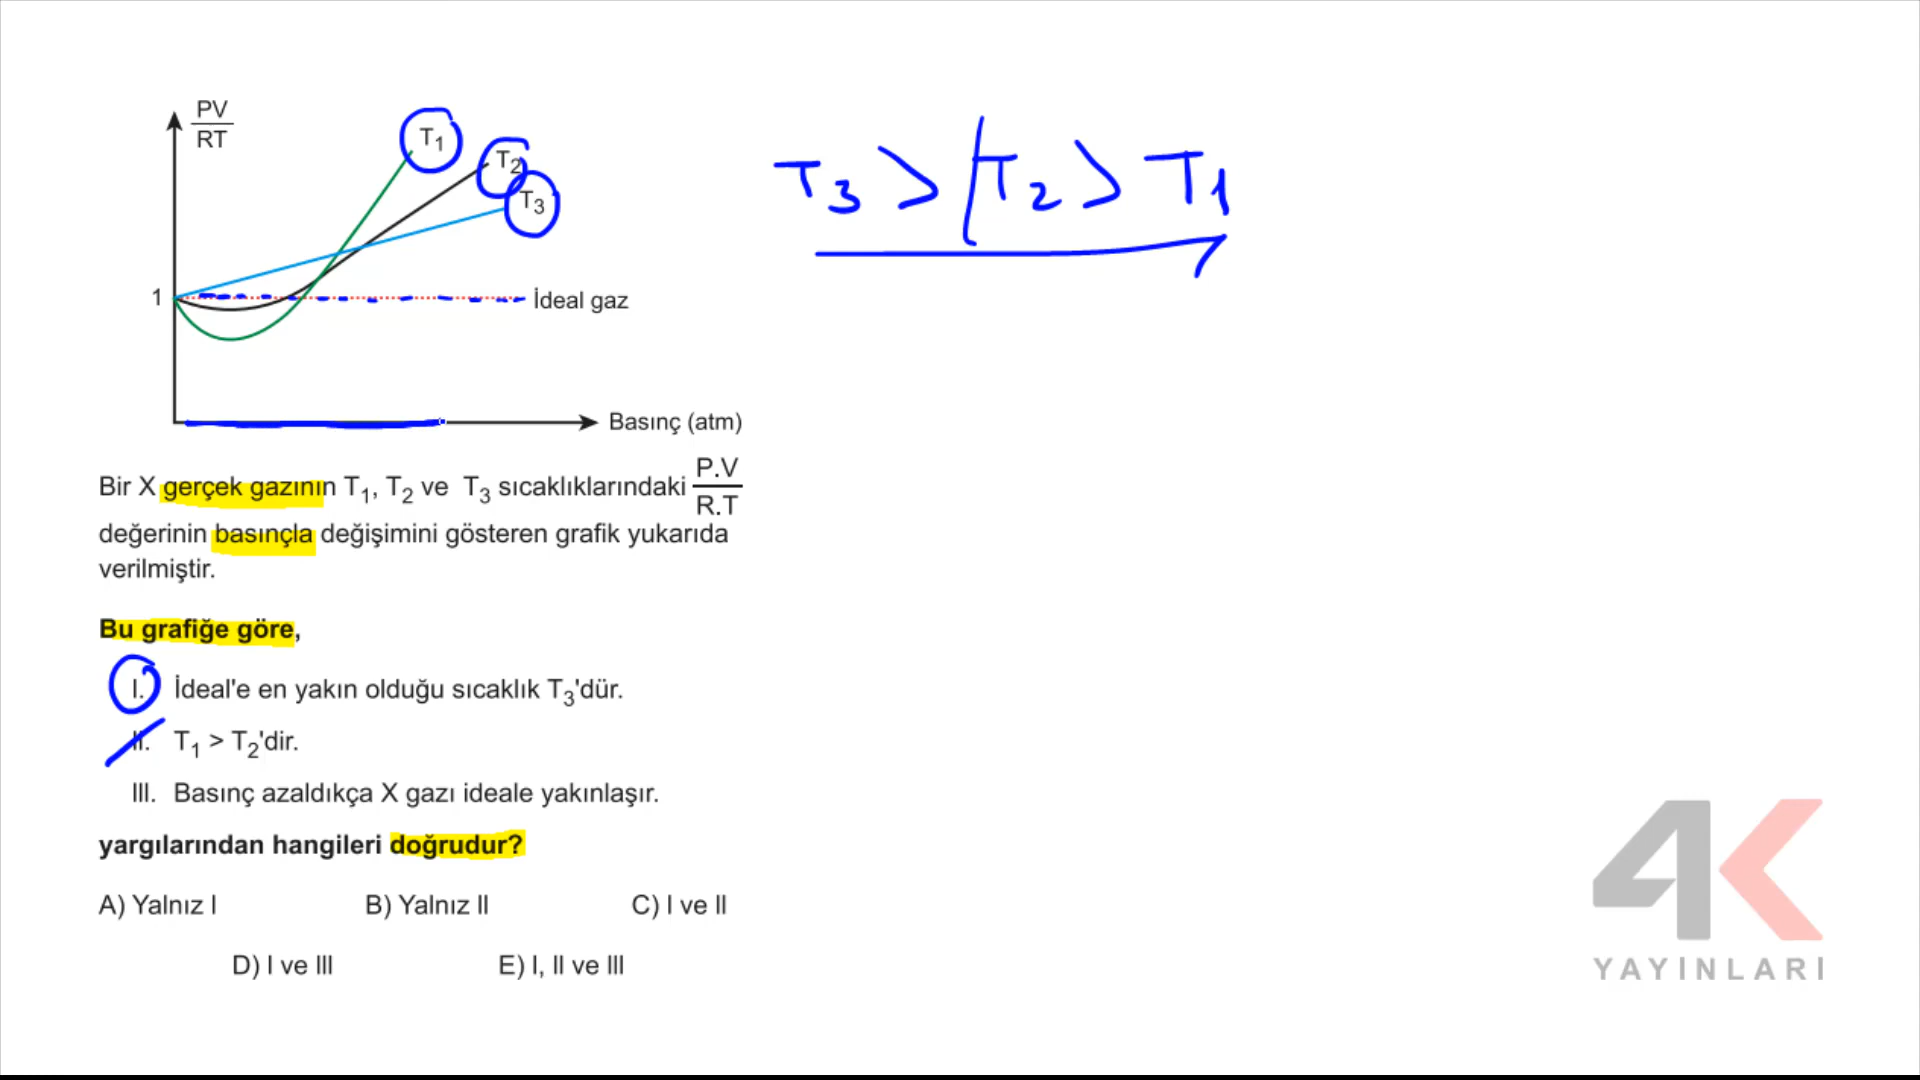 PV
RT
T1
T2
T3
1
İdeal gaz
Basınç (atm)
T3 > T2 > T1
Bir X gerçek gazının T1, T2 ve T3 sıcaklıklarındaki P.V
R.T
değerinin basınçla değişimini gösteren grafik yukarıda
verilmiştir.
Bu grafiğe göre,
I. İdeal'e en yakın olduğu sıcaklık T3'dür.
II. T1 > T2'dir.
III. Basınç azaldıkça X gazı ideale yakınlaşır.
yargılarından hangileri doğrudur?
A) Yalnız I B) Yalnız II C) I ve II
D) I ve III E) I, II ve III
4K
YAYINLARI